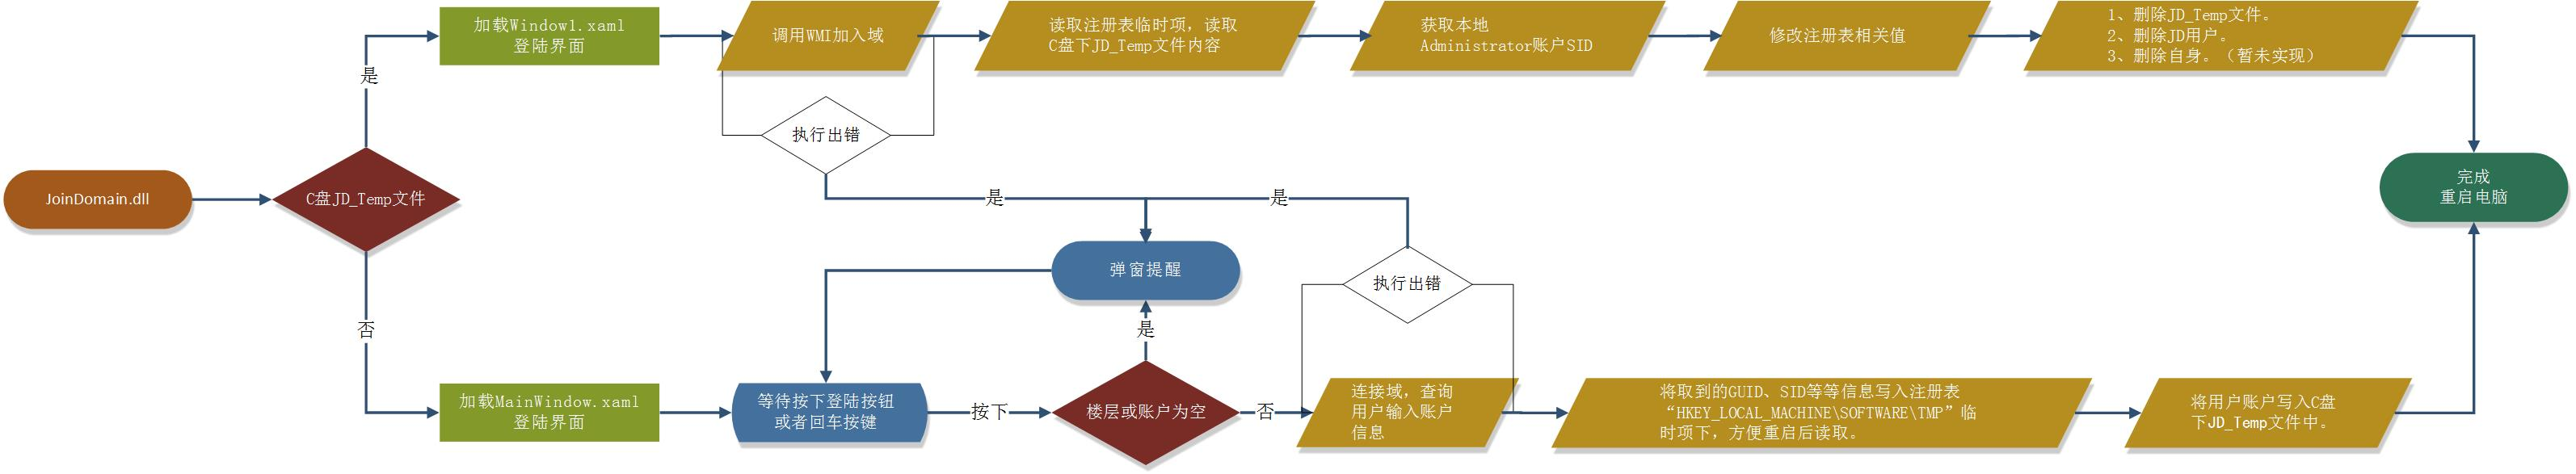 JoinDomain.dll
C盘JD_Temp文件
是
加载Window1.xaml
登陆界面
调用WMI加入域
执行出错
读取注册表临时项，读取
C盘下JD_Temp文件内容
获取本地
Administrator账户SID
修改注册表相关值
1、删除JD_Temp文件。
2、删除JD用户。
3、删除自身。（暂未实现）
完成
重启电脑
是
是
弹窗提醒
执行出错
是
否
加载MainWindow.xaml
登陆界面
等待按下登陆按钮
或者回车按键
按下
楼层或账户为空
否
连接域，查询
用户输入账户
信息
将取到的GUID、SID等等信息写入注册表
“HKEY_LOCAL_MACHINE\SOFTWARE\TMP”临
时项下，方便重启后读取。
将用户账户写入C盘
下JD_Temp文件中。